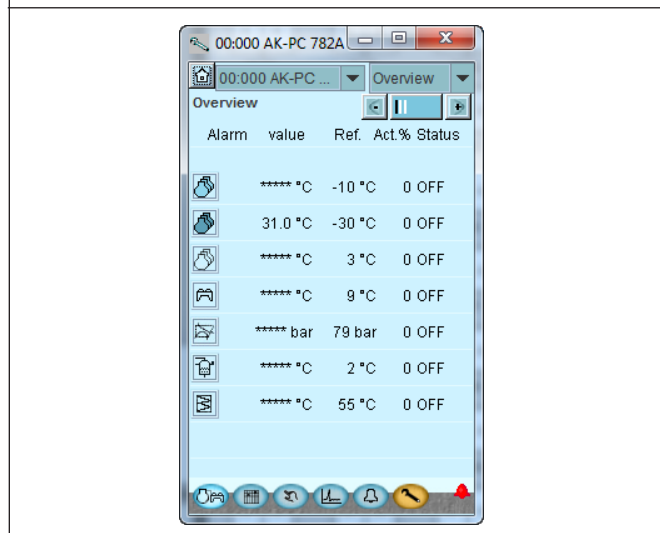 00:000 AK-PC 782A
00:000 AK-PC ... Overview
Overview
Alarm value Ref. Act.% Status
***** °C -10 °C 0 OFF
31.0 °C -30 °C 0 OFF
***** °C 3 °C 0 OFF
***** °C 9 °C 0 OFF
***** bar 79 bar 0 OFF
***** °C 2 °C 0 OFF
***** °C 55 °C 0 OFF